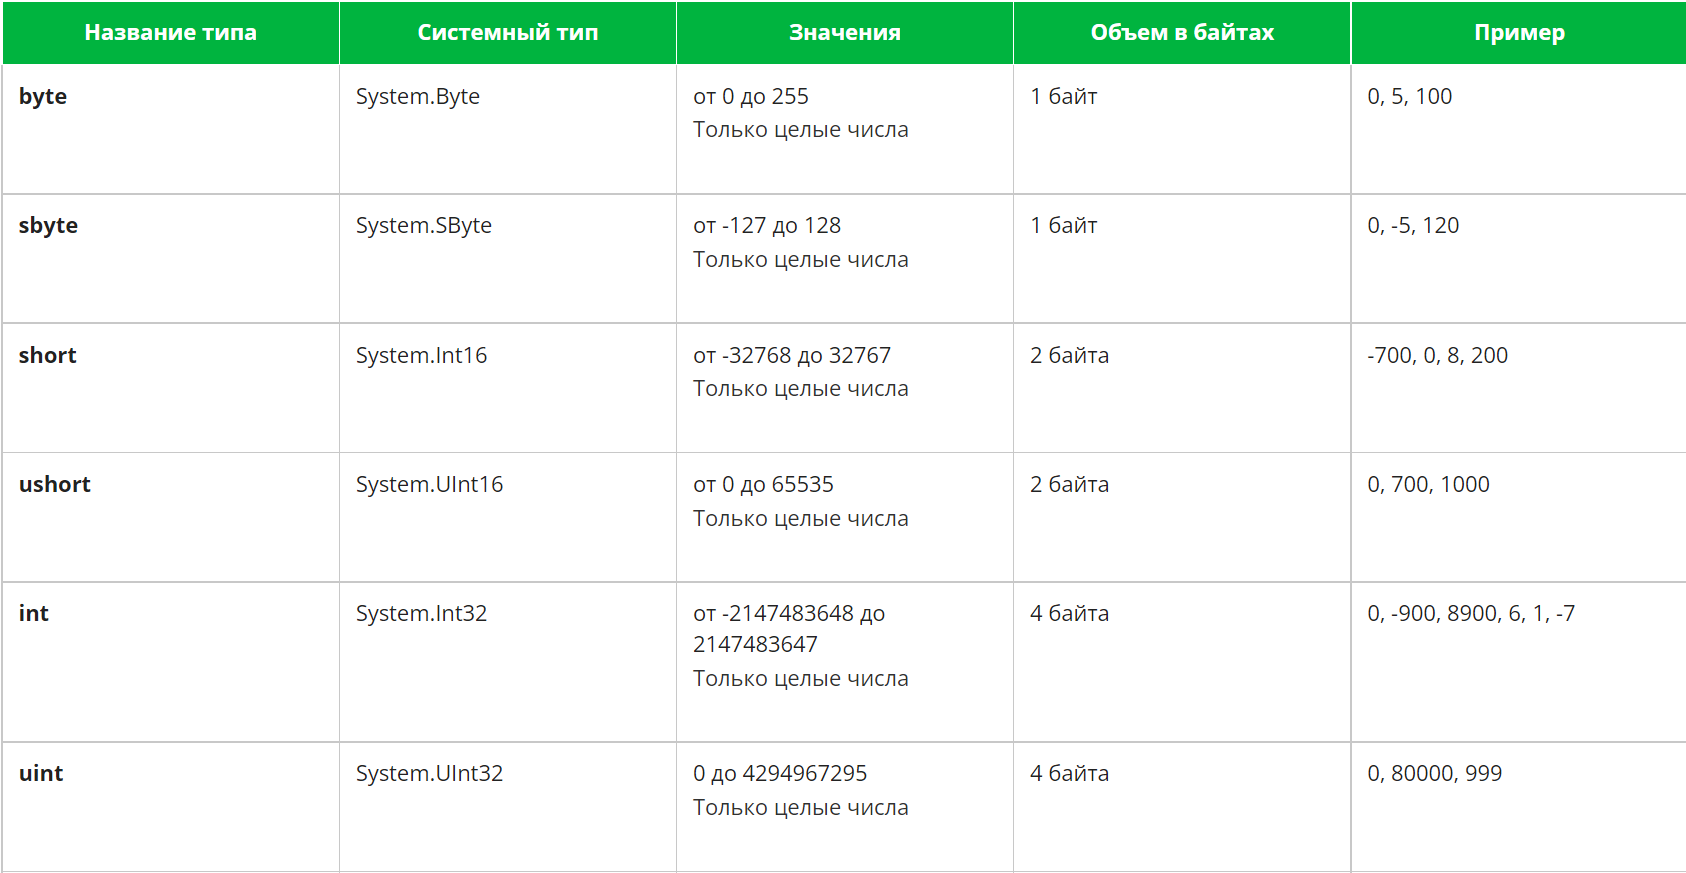 Название типа Системный тип Значения Объем в байтах Пример
byte System.Byte от 0 до 255 1 байт 0, 5, 100
Только целые числа
sbyte System.SByte от -127 до 128 1 байт 0, -5, 120
Только целые числа
short System.Int16 от -32768 до 32767 2 байта -700, 0, 8, 200
Только целые числа
ushort System.UInt16 от 0 до 65535 2 байта 0, 700, 1000
Только целые числа
int System.Int32 от -2147483648 до 4 байта 0, -900, 8900, 6, 1, -7
2147483647
Только целые числа
uint System.UInt32 0 до 4294967295 4 байта 0, 80000, 999
Только целые числа